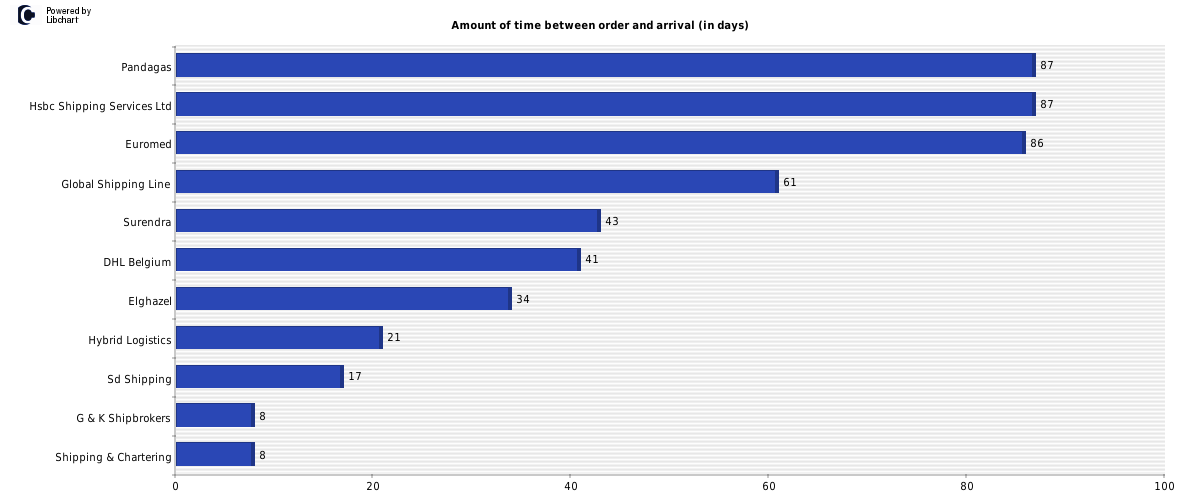 Powered by
Libchart
Amount of time between order and arrival (in days)
Pandagas 87
Hsbc Shipping Services Ltd 87
Euromed 86
Global Shipping Line 61
Surendra 43
DHL Belgium 41
Elghazel 34
Hybrid Logistics 21
Sd Shipping 17
G & K Shipbrokers 8
Shipping & Chartering 8
0 20 40 60 80 100